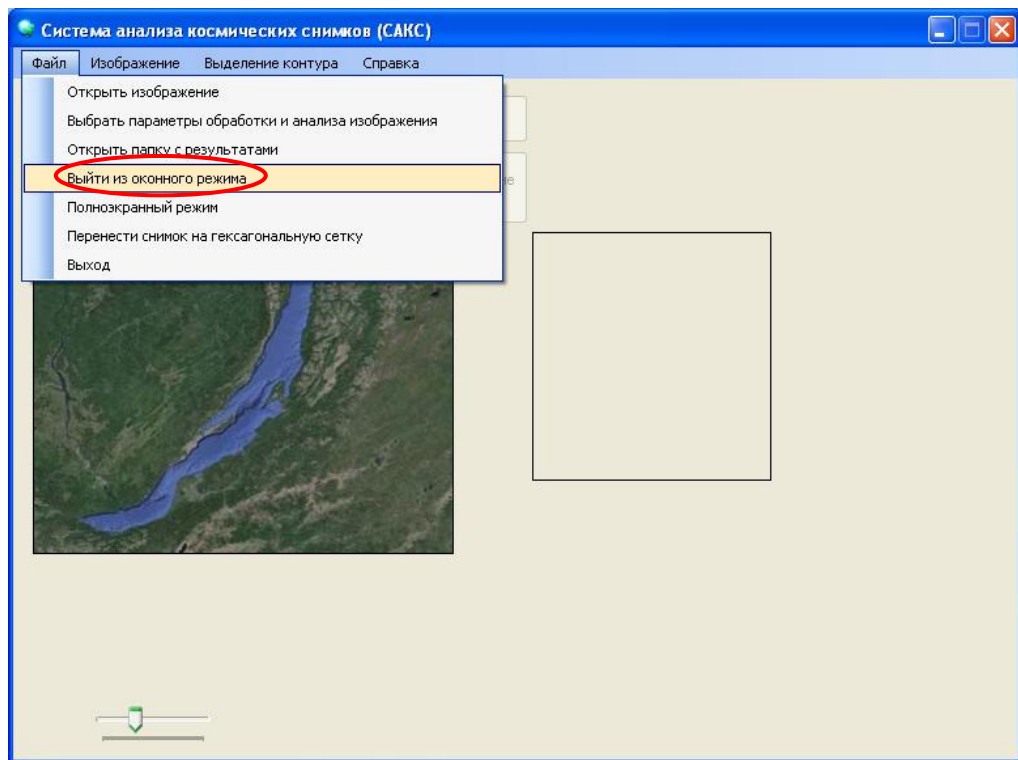 Система анализа космических снимков (САКС)
Файл Изображение Выделение контура Справка
Открыть изображение
Выбрать параметры обработки и анализа изображения
Открыть папку с результатами
Выйти из оконного режима
Полноэкранный режим
Перенести снимок на гексагональную сетку
Выход